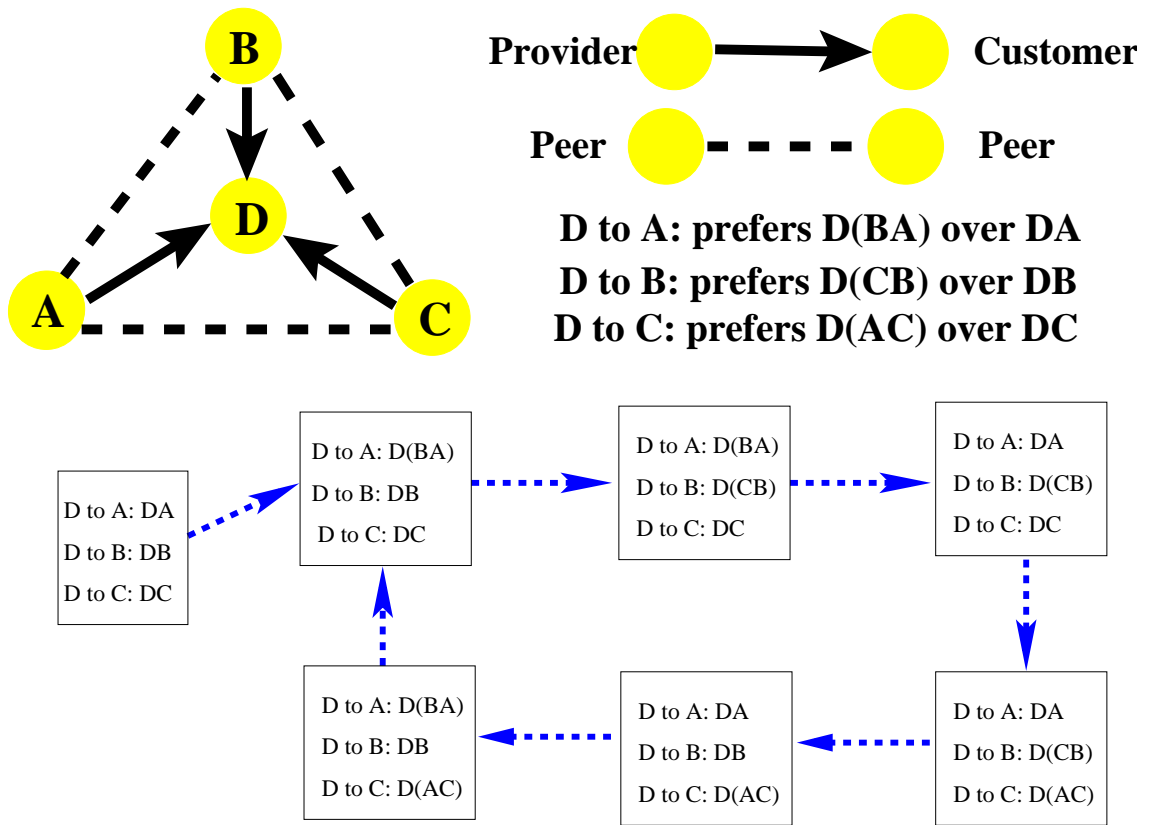 B
D
A
C
Provider
Customer
Peer
Peer
D to A: prefers D(BA) over DA
D to B: prefers D(CB) over DB
D to C: prefers D(AC) over DC
D to A: DA
D to B: DB
D to C: DC
D to A: D(BA)
D to B: DB
D to C: DC
D to A: D(BA)
D to B: D(CB)
D to C: DC
D to A: DA
D to B: D(CB)
D to C: DC
D to A: D(BA)
D to B: DB
D to C: D(AC)
D to A: DA
D to B: DB
D to C: D(AC)
D to A: DA
D to B: D(CB)
D to C: D(AC)